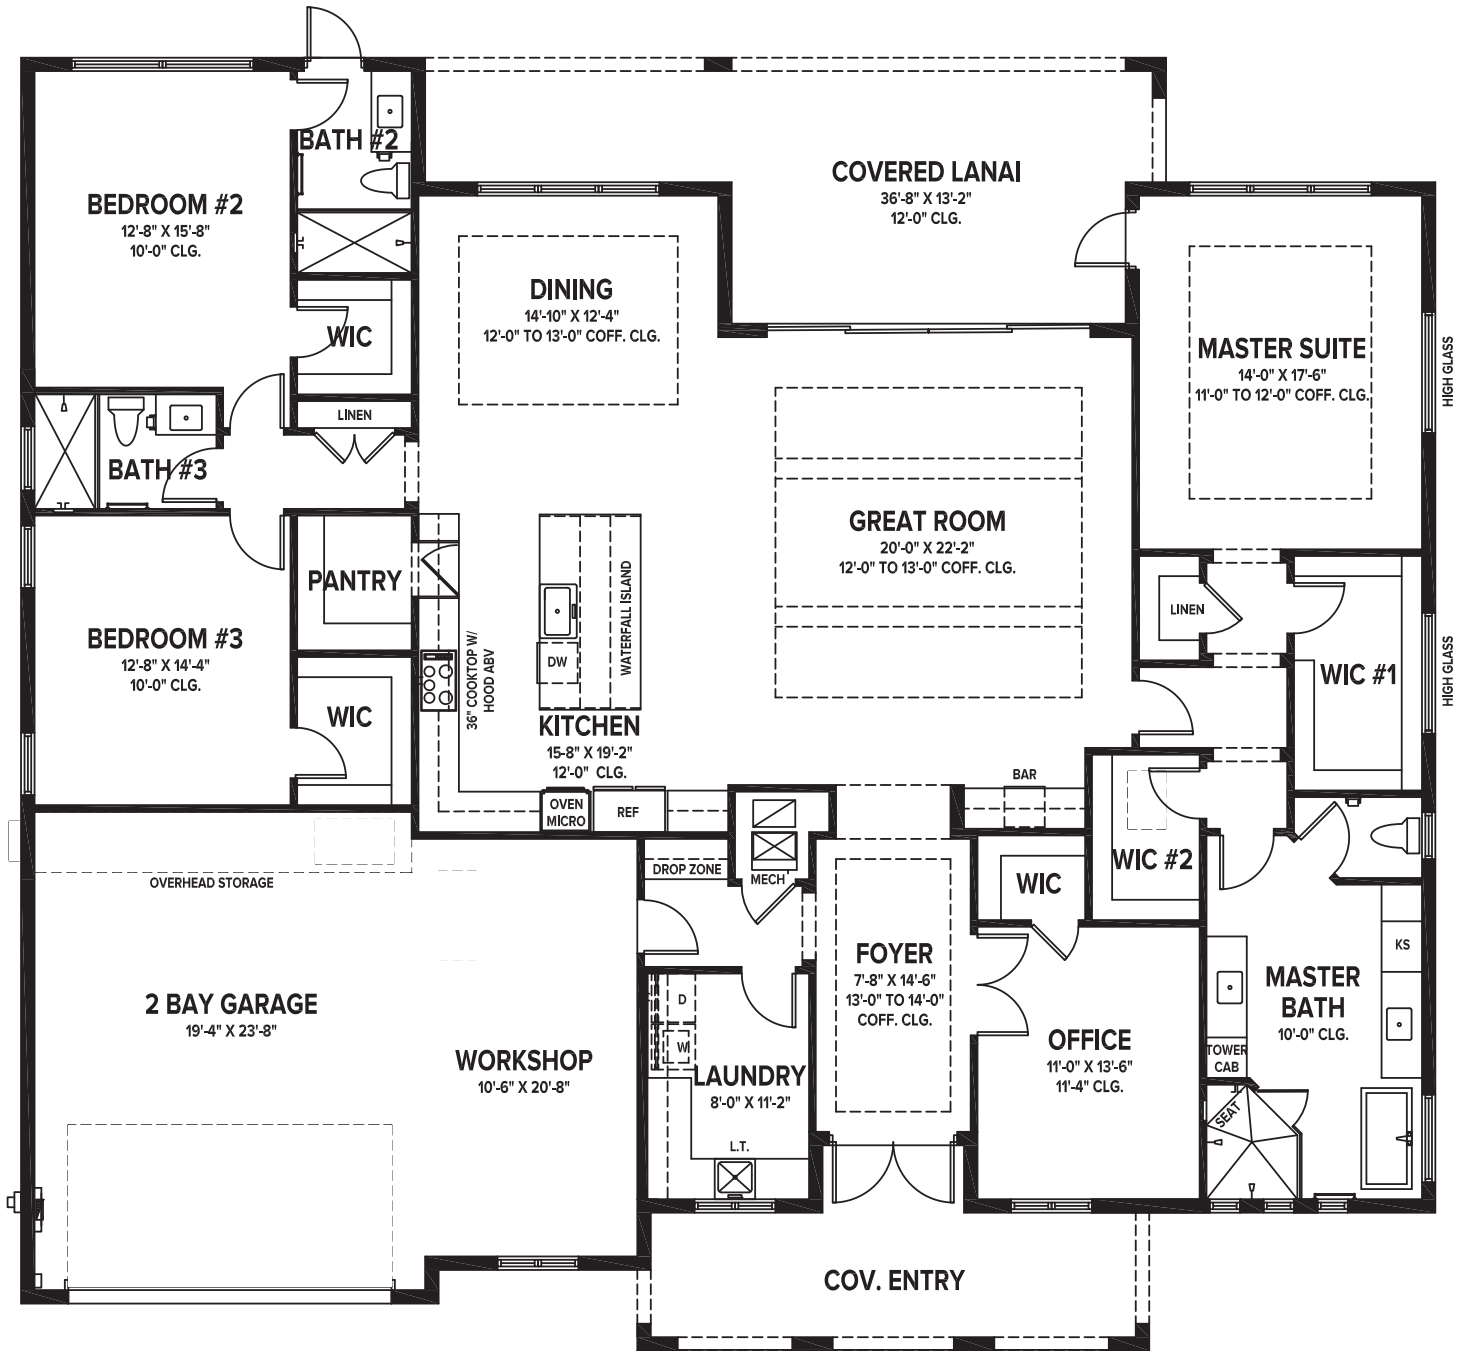 BATH #2
BEDROOM #2
12'-8" X 15'-8"
10'-0" CLG.
COVERED LANAI
36'-8" X 13'-2"
12'-0" CLG.
DINING
14'-10" X 12'-4"
12'-0" TO 13'-0" COFF. CLG.
WIC
MASTER SUITE
14'-0" X 17'-6"
11'-0" TO 12'-0" COFF. CLG.
HIGH GLASS
LINEN
BATH #3
GREAT ROOM
20'-0" X 22'-2"
12'-0" TO 13'-0" COFF. CLG.
PANTRY
WATERFALL ISLAND
LINEN
BEDROOM #3
12'-8" X 14'-4"
10'-0" CLG.
DW
36" COOKTOP W/
HOOD ABV
WIC #1
HIGH GLASS
WIC
KITCHEN
15-8" X 19'-2"
12'-0" CLG.
BAR
OVEN
MICRO
REF
OVERHEAD STORAGE
DROP ZONE
MECH'
WIC
WIC #2
FOYER
7'-8" X 14'-6"
13'-0" TO 14'-0"
COFF. CLG.
KS
MASTER
BATH
10'-0" CLG.
2 BAY GARAGE
19'-4" X 23'-8"
D
W
WORKSHOP
10'-6" X 20'-8"
LAUNDRY
8'-0" X 11'-2"
OFFICE
11'-0" X 13'-6"
11'-4" CLG.
TOWER
CAB
SEAT
L.T.
COV. ENTRY